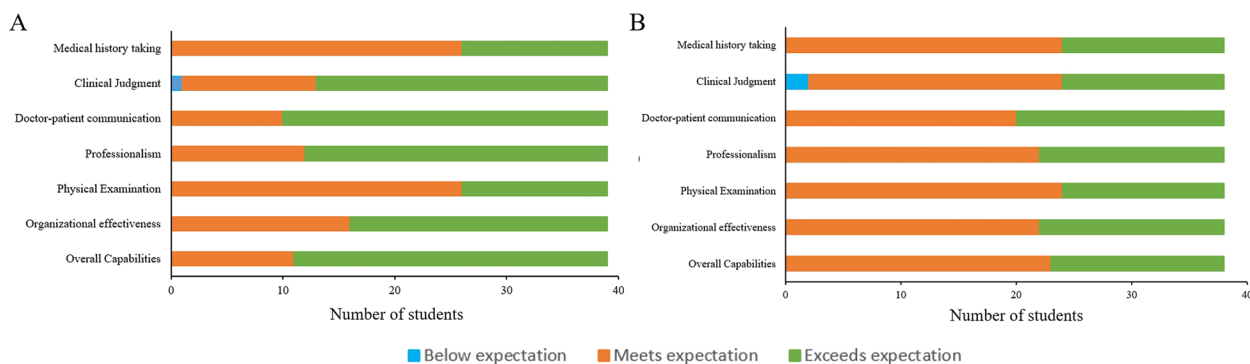 A
Medical history taking
Clinical Judgment
Doctor-patient communication
Professionalism
Physical Examination
Organizational effectiveness
Overall Capabilities
0 10 20 30 40
Number of students
B
Medical history taking
Clinical Judgment
Doctor-patient communication
Professionalism
Physical Examination
Organizational effectiveness
Overall Capabilities
0 10 20 30 40
Number of students
Below expectation Meets expectation Exceeds expectation